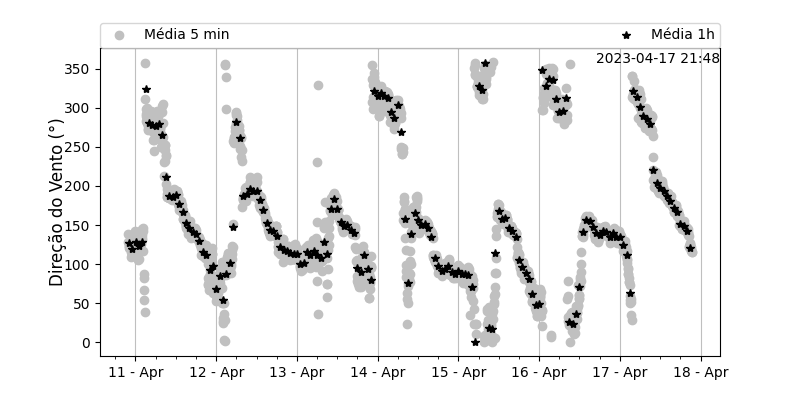 Média 5 min
Média 1h
2023-04-17 21:48
Direção do Vento (°)
350
300
250
200
150
100
50
0
11 - Apr
12 - Apr
13 - Apr
14 - Apr
15 - Apr
16 - Apr
17 - Apr
18 - Apr